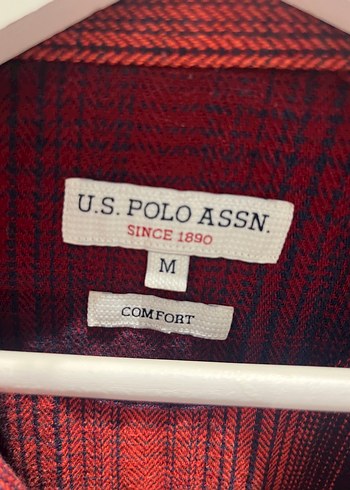 U.S. POLO ASSN.
SINCE 1890
M
COMFORT